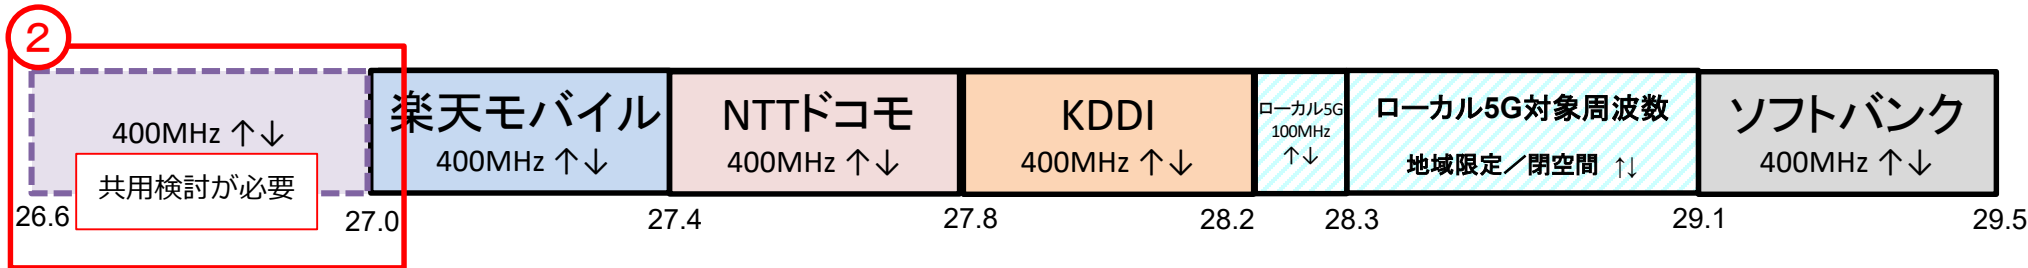 ②
400MHz ↑↓
共用検討が必要
楽天モバイル
400MHz ↑↓
NTTドコモ
400MHz ↑↓
KDDI
400MHz ↑↓
ローカル5G
100MHz
↑↓
ローカル5G対象周波数
地域限定／閉空間 ↑↓
ソフトバンク
400MHz ↑↓
26.6
27.0
27.4
27.8
28.2
28.3
29.1
29.5